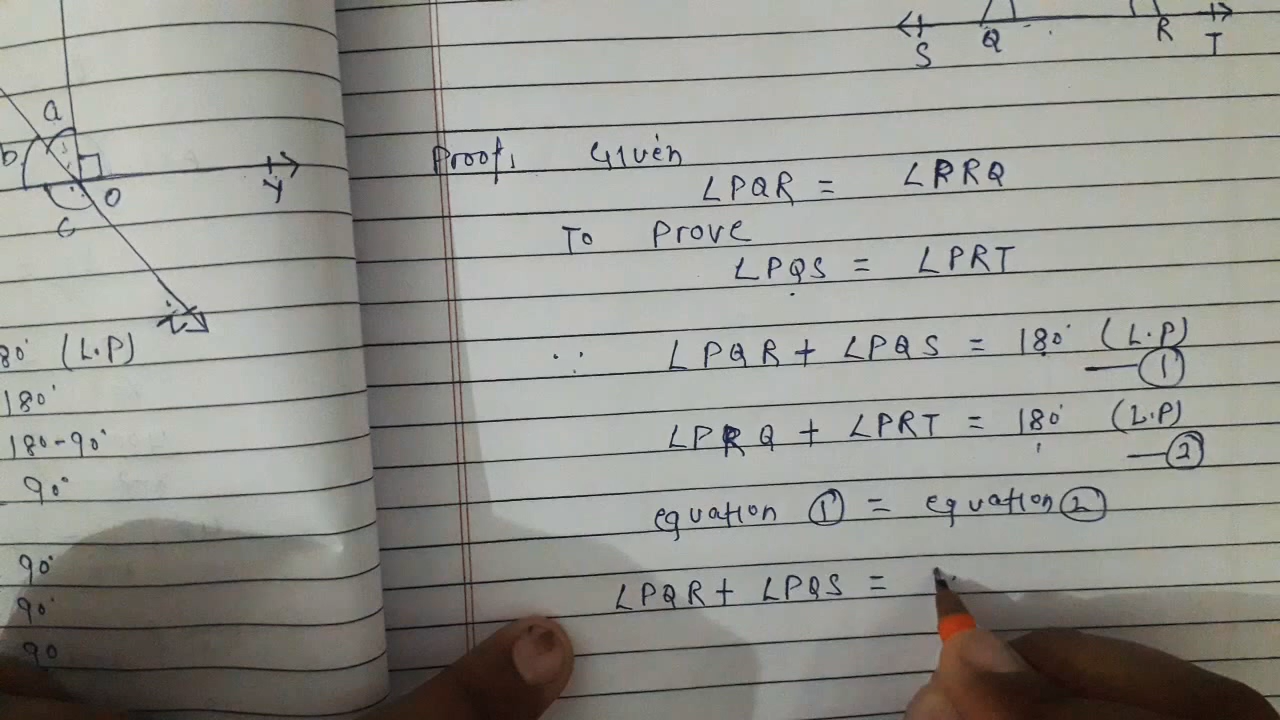 a
b
O
Y
c
80° (L.P)
180°
180-90°
90°
90°
90°
90
S Q R T
Proof, Given
∠PQR = ∠PRQ
To Prove
∠PQS = ∠PRT
∵ ∠PQR + ∠PQS = 180° (L.P)
— ①
∠PRQ + ∠PRT = 180° (L.P)
— ②
equation ① = equation ②
∠PQR + ∠PQS =